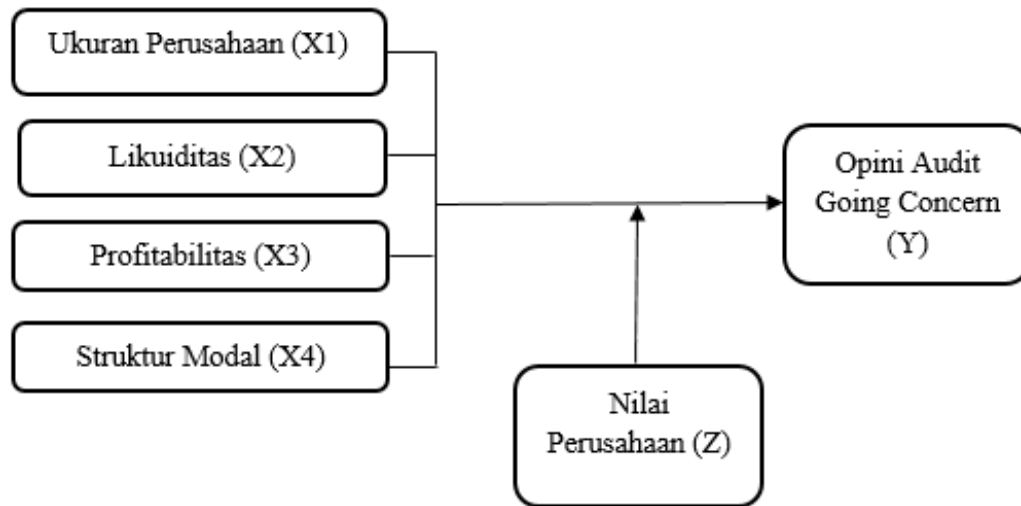 Ukuran Perusahaan (X1)
Likuiditas (X2)
Profitabilitas (X3)
Struktur Modal (X4)
Opini Audit
Going Concern
(Y)
Nilai
Perusahaan (Z)